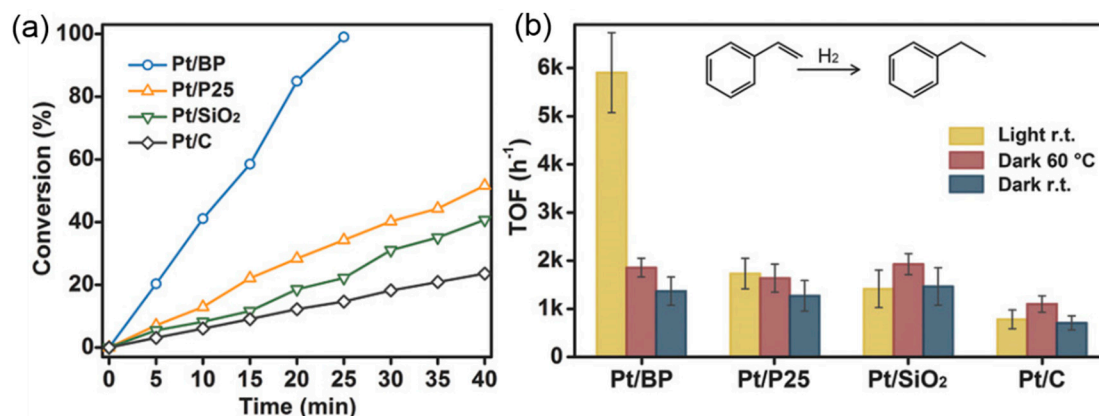 (a)
Conversion (%)
100
80
60
40
20
0
Pt/BP
Pt/P25
Pt/SiO₂
Pt/C
0 5 10 15 20 25 30 35 40
Time (min)
(b)
TOF (h⁻¹)
6k
5k
4k
3k
2k
1k
0
H₂
Light r.t.
Dark 60 °C
Dark r.t.
Pt/BP Pt/P25 Pt/SiO₂ Pt/C